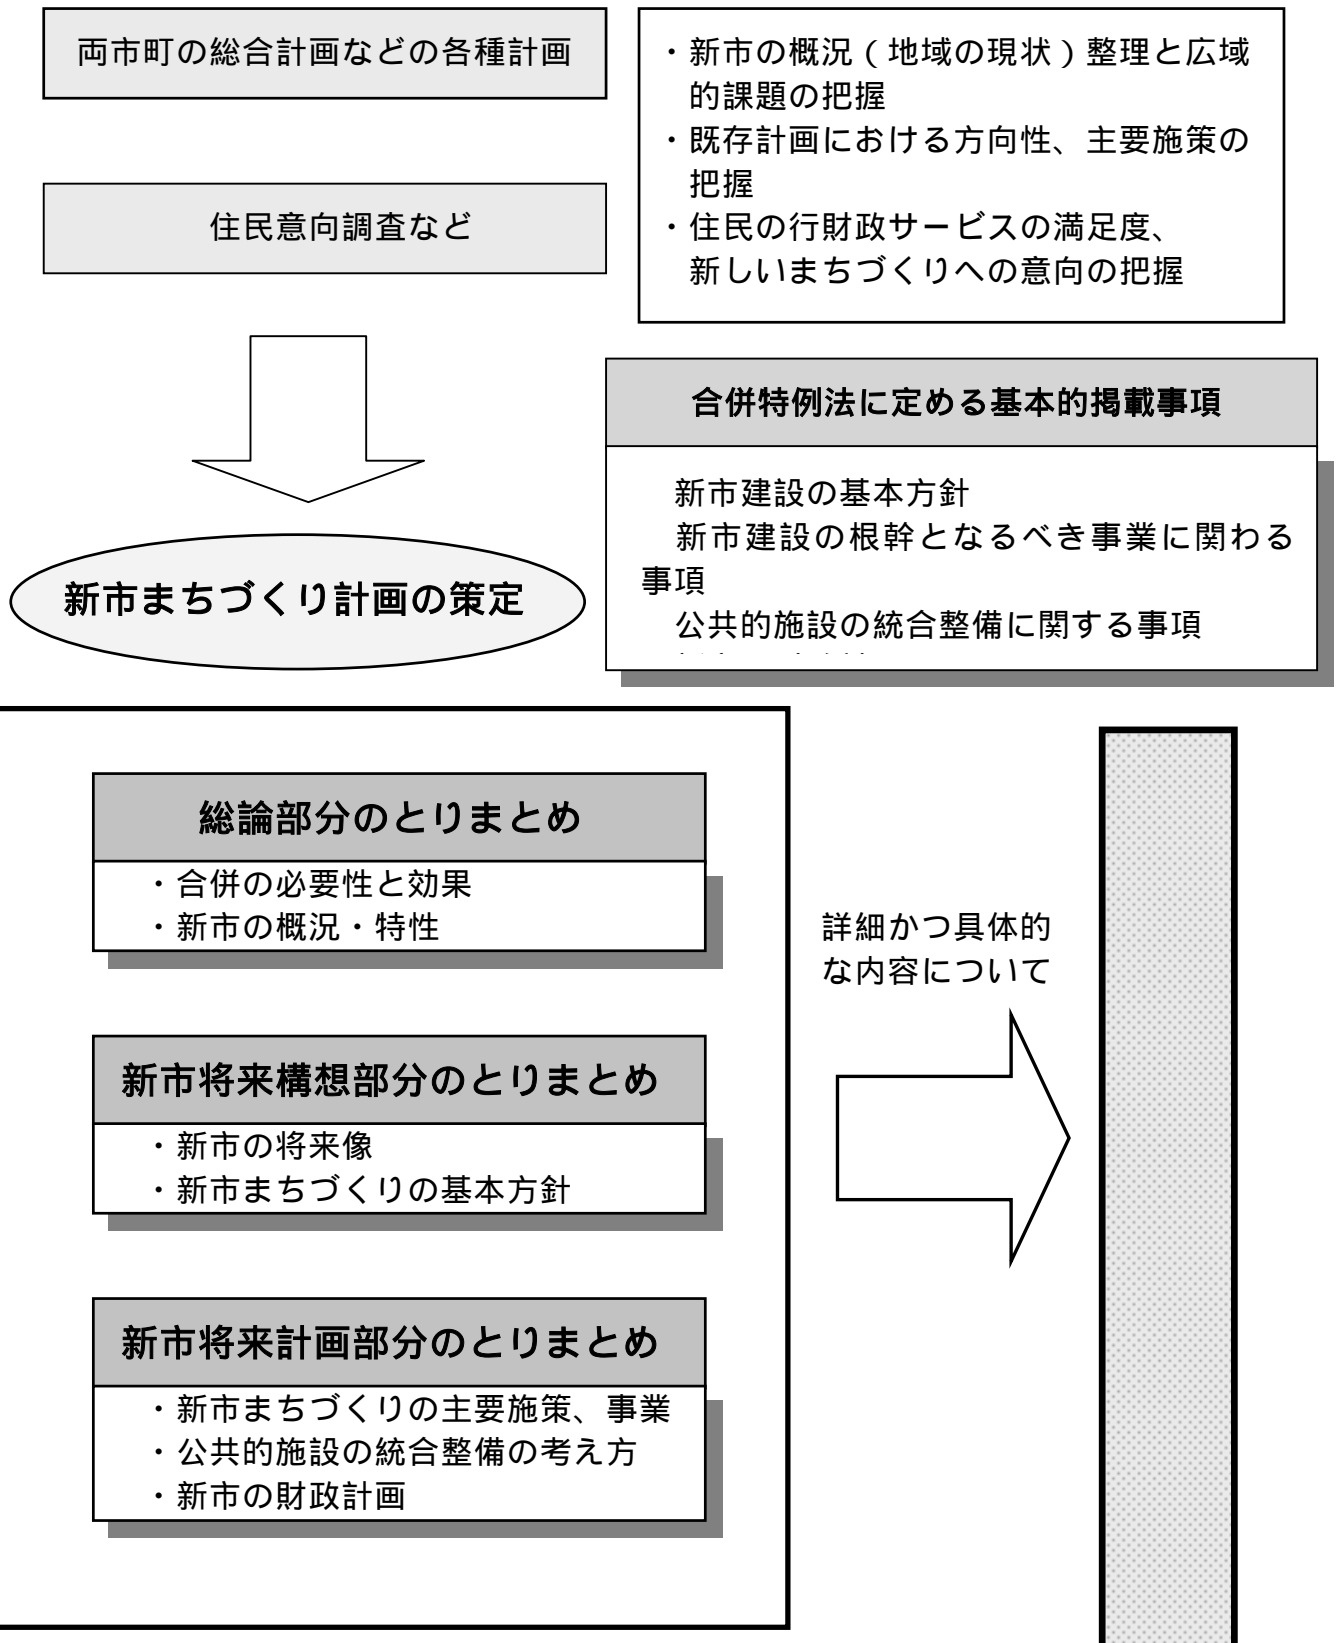 両市町の総合計画などの各種計画
住民意向調査など
・新市の概況（地域の現状）整理と広域
的課題の把握
・既存計画における方向性、主要施策の
把握
・住民の行財政サービスの満足度、
新しいまちづくりへの意向の把握
合併特例法に定める基本的掲載事項
新市建設の基本方針
新市建設の根幹となるべき事業に関わる
事項
公共的施設の統合整備に関する事項
新市まちづくり計画の策定
総論部分のとりまとめ
・合併の必要性と効果
・新市の概況・特性
新市将来構想部分のとりまとめ
・新市の将来像
・新市まちづくりの基本方針
新市将来計画部分のとりまとめ
・新市まちづくりの主要施策、事業
・公共的施設の統合整備の考え方
・新市の財政計画
詳細かつ具体的
な内容について